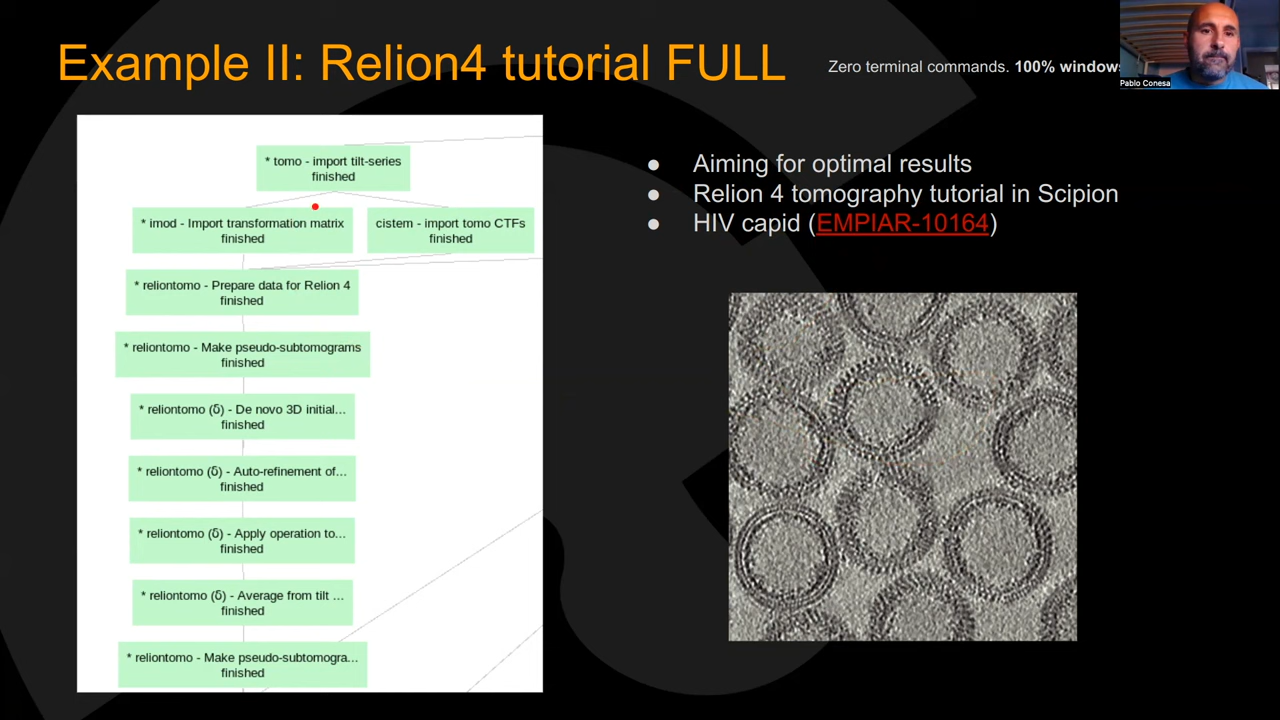 Example II: Relion4 tutorial FULL
Zero terminal commands. 100% windows
Pablo Conesa
* tomo - import tilt-series
finished
* imod - Import transformation matrix
finished
cistem - import tomo CTFs
finished
* reliontomo - Prepare data for Relion 4
finished
* reliontomo - Make pseudo-subtomograms
finished
* reliontomo (δ) - De novo 3D initial...
finished
* reliontomo (δ) - Auto-refinement of...
finished
* reliontomo (δ) - Apply operation to...
finished
* reliontomo (δ) - Average from tilt ...
finished
* reliontomo - Make pseudo-subtomogra...
finished
● Aiming for optimal results
● Relion 4 tomography tutorial in Scipion
● HIV capid (EMPIAR-10164)